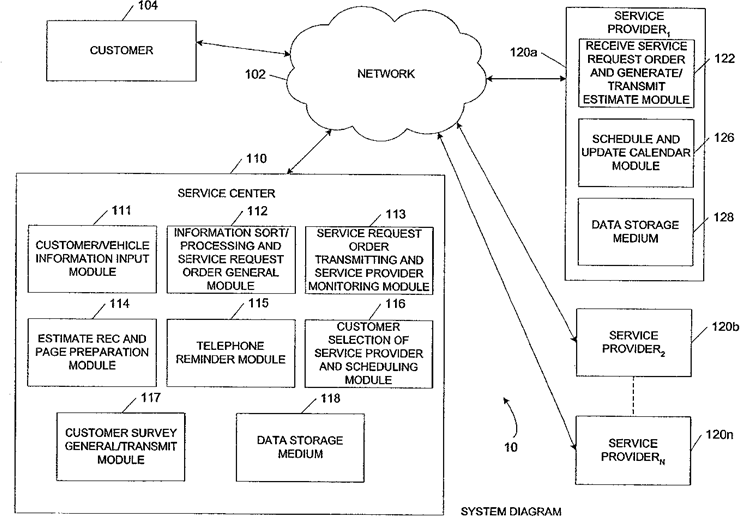 104
CUSTOMER
102
NETWORK
SERVICE
PROVIDER1
120a
RECEIVE SERVICE
REQUEST ORDER
AND GENERATE/
TRANSMIT
ESTIMATE MODULE
122
SCHEDULE AND
UPDATE CALENDAR
MODULE
126
DATA STORAGE
MEDIUM
128
110
SERVICE CENTER
111
CUSTOMER/VEHICLE
INFORMATION INPUT
MODULE
112
INFORMATION SORT/
PROCESSING AND
SERVICE REQUEST
ORDER GENERAL
MODULE
113
SERVICE REQUEST
ORDER
TRANSMITTING AND
SERVICE PROVIDER
MONITORING MODULE
114
ESTIMATE REC AND
PAGE PREPARATION
MODULE
115
TELEPHONE
REMINDER MODULE
116
CUSTOMER
SELECTION OF
SERVICE PROVIDER
AND SCHEDULING
MODULE
117
CUSTOMER SURVEY
GENERAL/TRANSMIT
MODULE
118
DATA STORAGE
MEDIUM
SERVICE
PROVIDER2
120b
SERVICE
PROVIDERN
120n
10
SYSTEM DIAGRAM